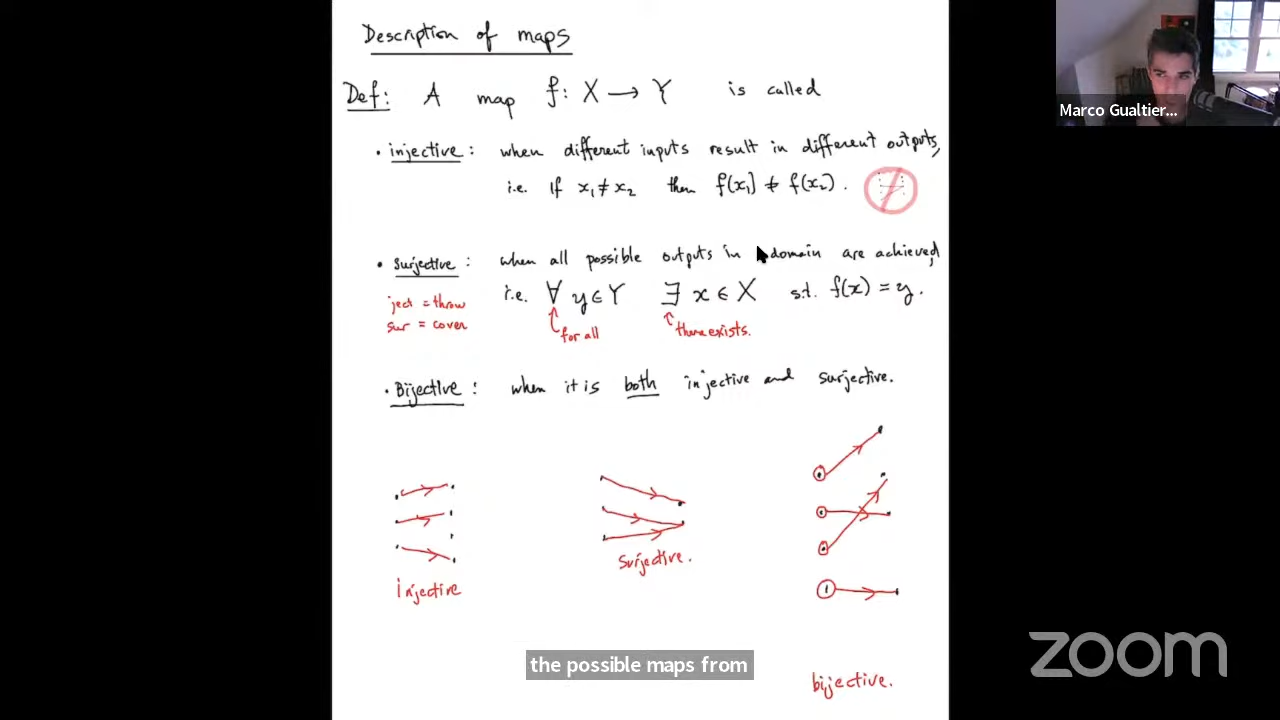 Description of maps
Def: A map f: X → Y is called
• injective: when different inputs result in different outputs,
i.e. if x₁ ≠ x₂ then f(x₁) ≠ f(x₂).
• Surjective: when all possible outputs in domain are achieved,
i.e. ∀ y ∈ Y ∃ x ∈ X s.t. f(x) = y.
ject = throw
sur = cover
for all
there exists.
• Bijective: when it is both injective and surjective.
injective
surjective.
bijective.
the possible maps from
Marco Gualtier...
zoom